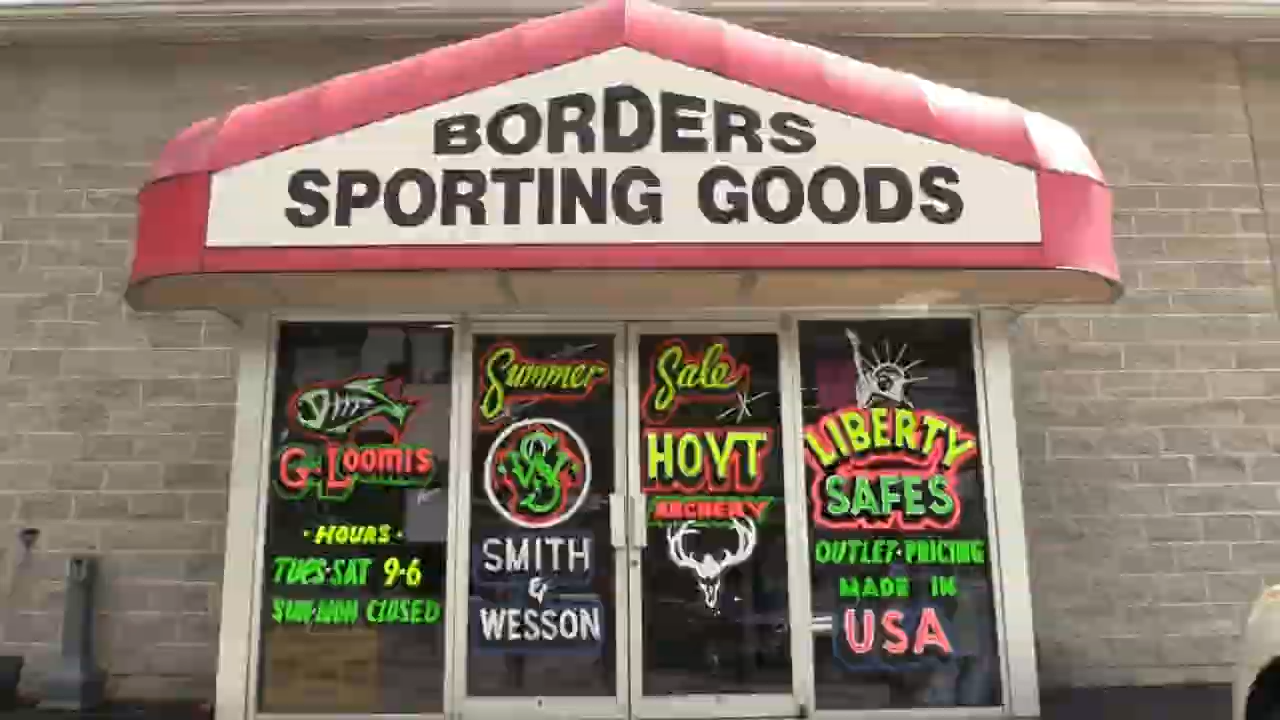 BORDERS
SPORTING GOODS
Summer Sale
G-Loomis
HOURS
TUES-SAT 9-6
SUN-MON CLOSED
SW
SMITH
&
WESSON
HOYT
ARCHERY
LIBERTY
SAFES
OUTLET-PRICING
MADE IN
USA